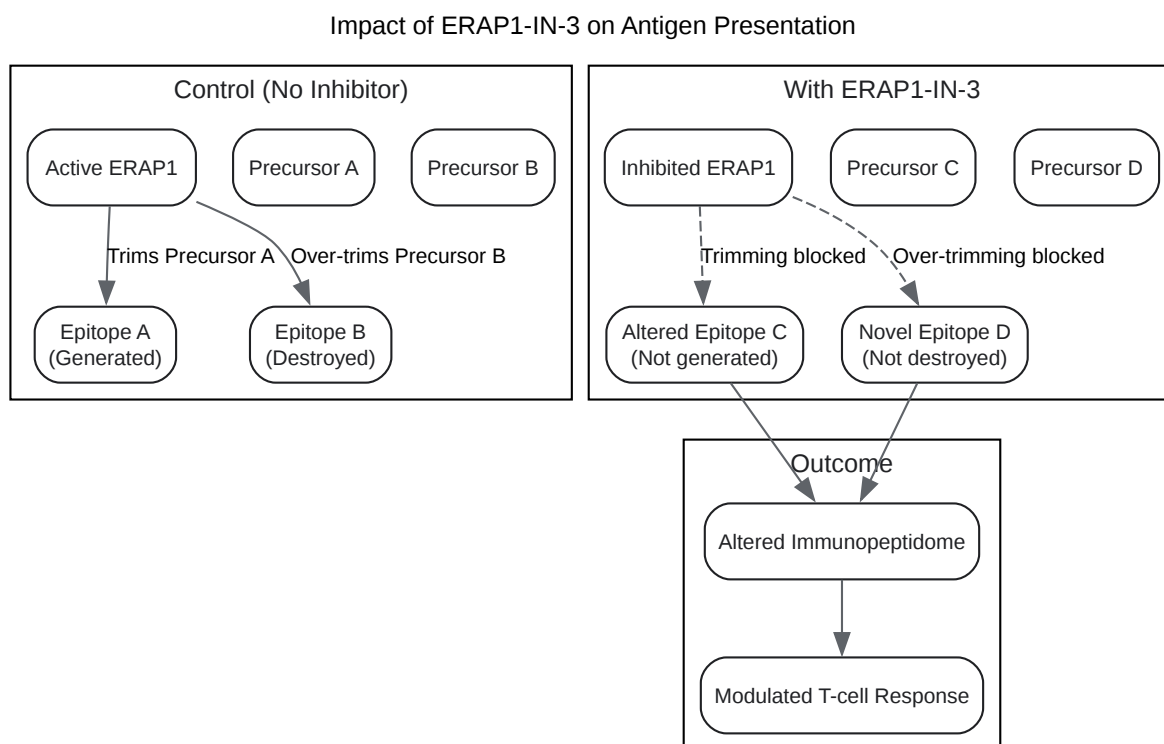 Impact of ERAP1-IN-3 on Antigen Presentation
Control (No Inhibitor)
Active ERAP1
Precursor A
Precursor B
Trims Precursor A
Over-trims Precursor B
Epitope A
(Generated)
Epitope B
(Destroyed)
With ERAP1-IN-3
Inhibited ERAP1
Precursor C
Precursor D
Trimming blocked
Over-trimming blocked
Altered Epitope C
(Not generated)
Novel Epitope D
(Not destroyed)
Outcome
Altered Immunopeptidome
Modulated T-cell Response